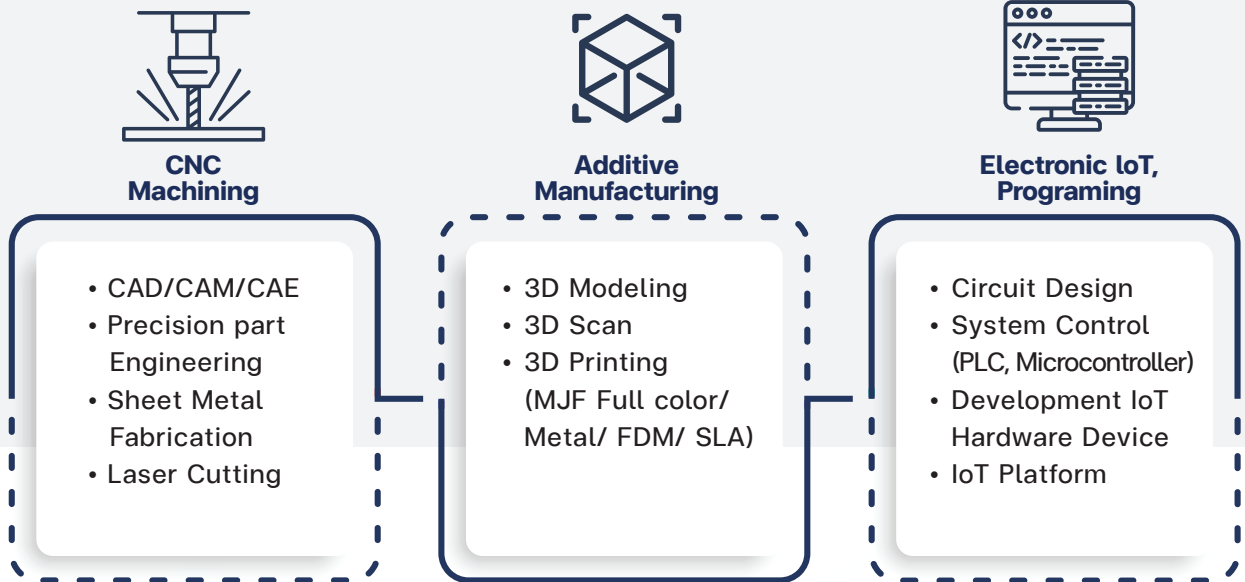 </>
CNC
Machining
Additive
Manufacturing
Electronic loT,
Programing
• CAD/CAM/CAE
• Precision part
Engineering
• Sheet Metal
Fabrication
• Laser Cutting
• 3D Modeling
• 3D Scan
• 3D Printing
(MJF Full color/
Metal/ FDM/ SLA)
• Circuit Design
• System Control
(PLC, Microcontroller)
• Development IoT
Hardware Device
• IoT Platform